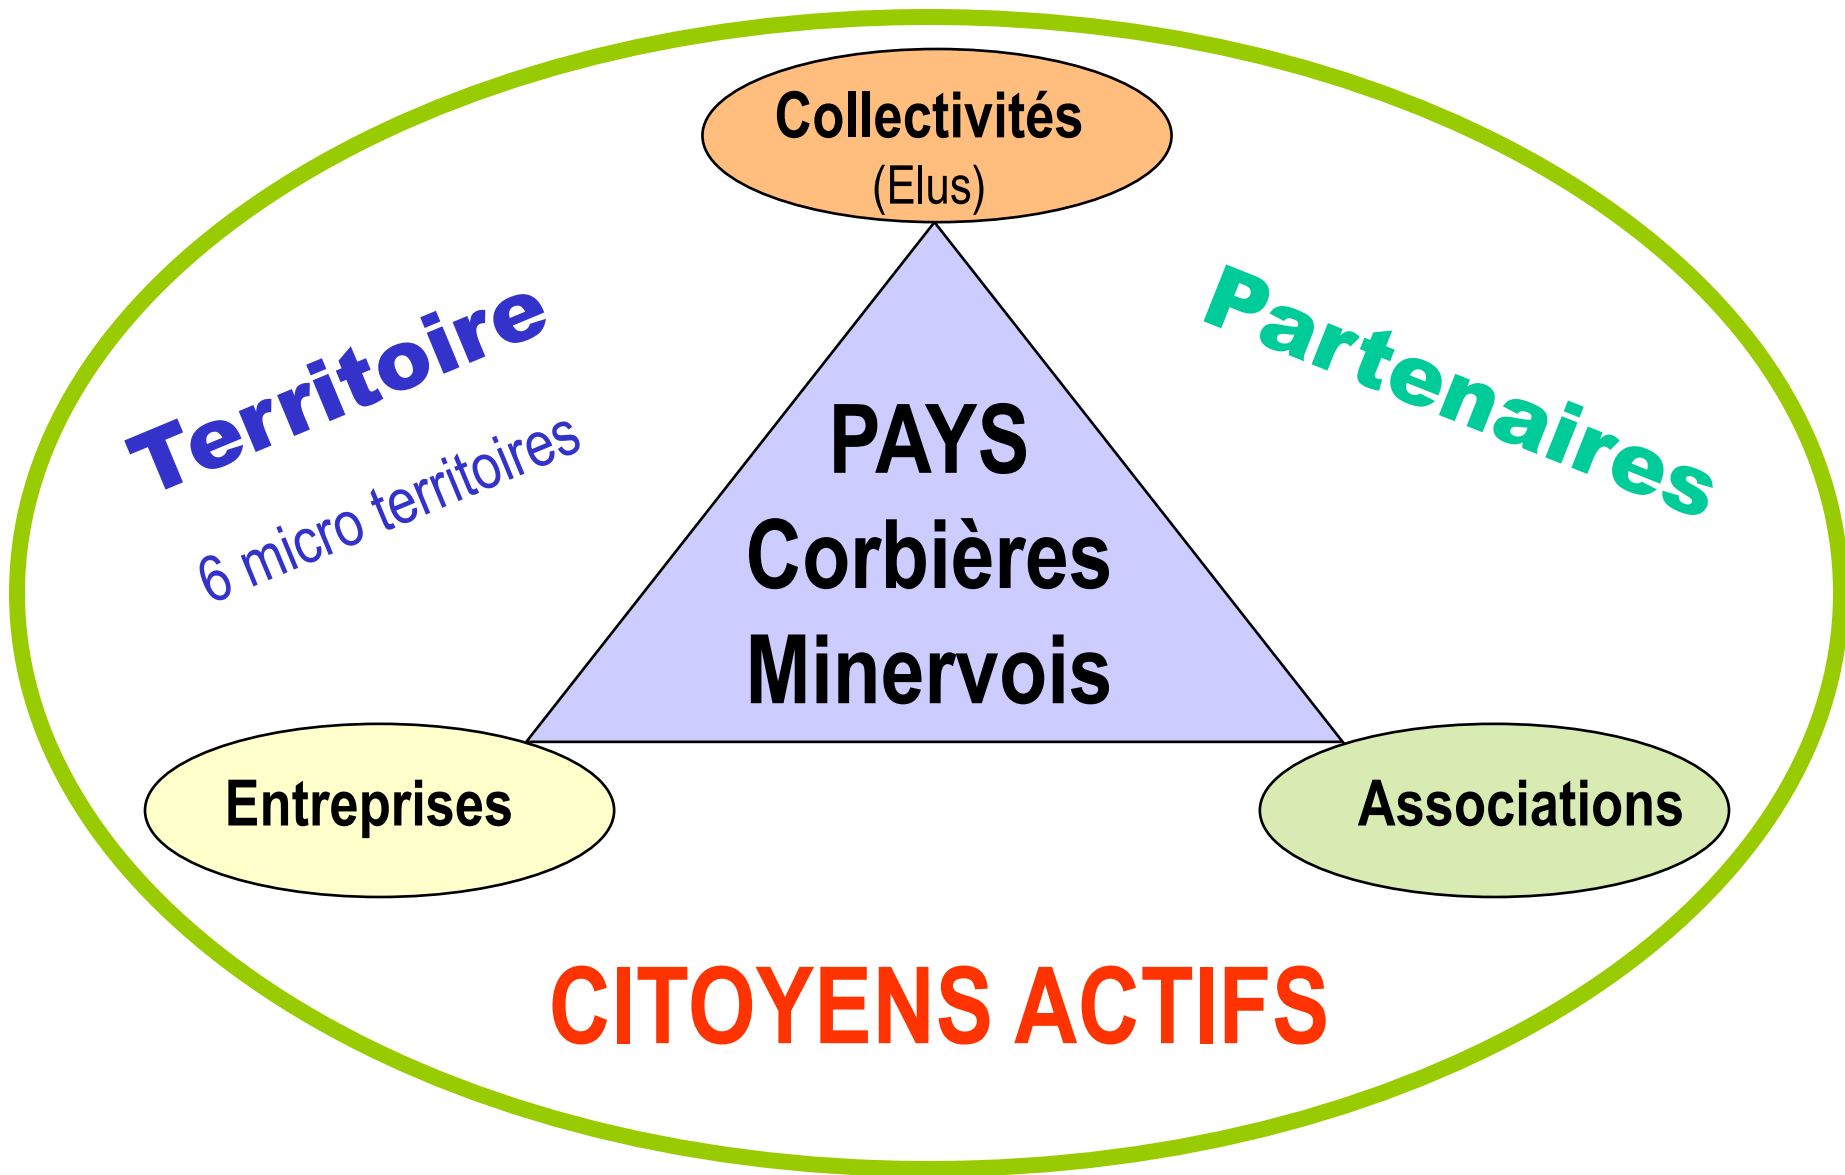 Collectivités
(Elus)
Territoire
6 micro territoires
Partenaires
PAYS
Corbières
Minervois
Entreprises
Associations
CITOYENS ACTIFS